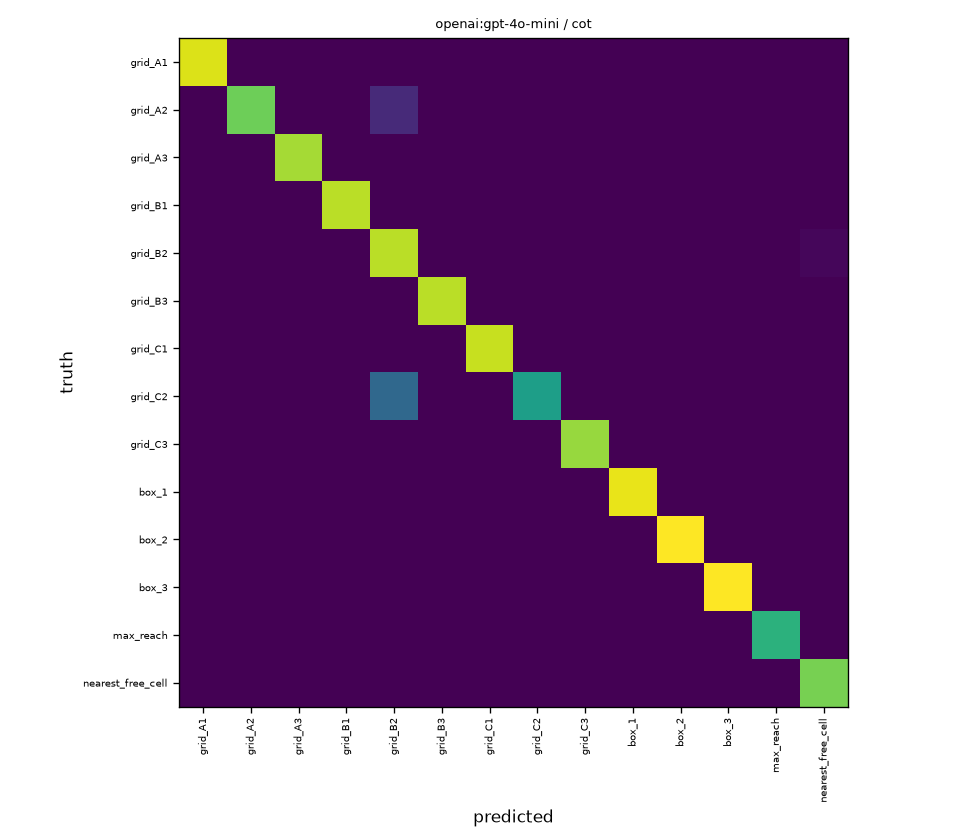 openai:gpt-4o-mini / cot
grid_A1
grid_A2
grid_A3
grid_B1
grid_B2
grid_B3
grid_C1
grid_C2
grid_C3
box_1
box_2
box_3
max_reach
nearest_free_cell
truth
grid_A1
grid_A2
grid_A3
grid_B1
grid_B2
grid_B3
grid_C1
grid_C2
grid_C3
box_1
box_2
box_3
max_reach
nearest_free_cell
predicted